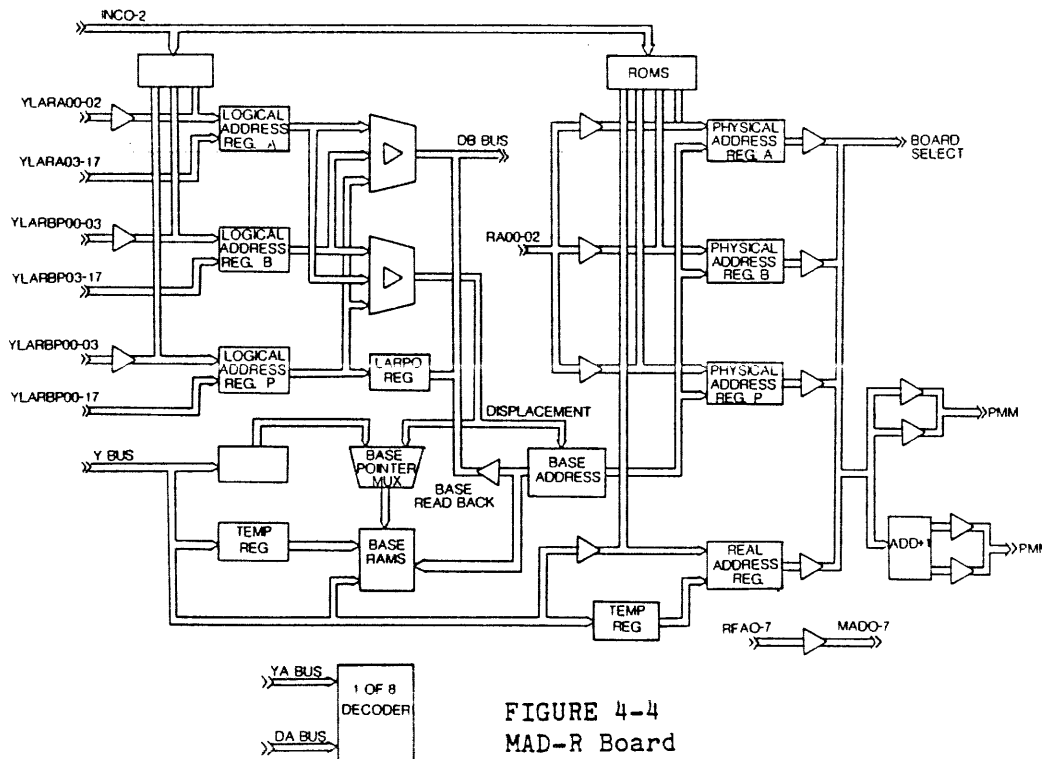 INCO-2
ROMS
YLARA00-02
LOGICAL
ADDRESS
REG. A
DB BUS
PHYSICAL
ADDRESS
REG. A
BOARD
SELECT
YLARA03-17
YLARBP00-03
LOGICAL
ADDRESS
REG. B
RA00-02
PHYSICAL
ADDRESS
REG. B
YLARBP03-17
YLARBP00-03
LOGICAL
ADDRESS
REG. P
LARPO
REG
PHYSICAL
ADDRESS
REG. P
YLARBP00-17
DISPLACEMENT
PMM
Y BUS
BASE
POINTER
MUX
BASE
READ BACK
BASE
ADDRESS
TEMP
REG
BASE
RAMS
REAL
ADDRESS
REG.
ADD+1
PMM
TEMP
REG
RFAO-7
MADO-7
YA BUS
1 OF 8
DECODER
DA BUS
FIGURE 4-4
MAD-R Board